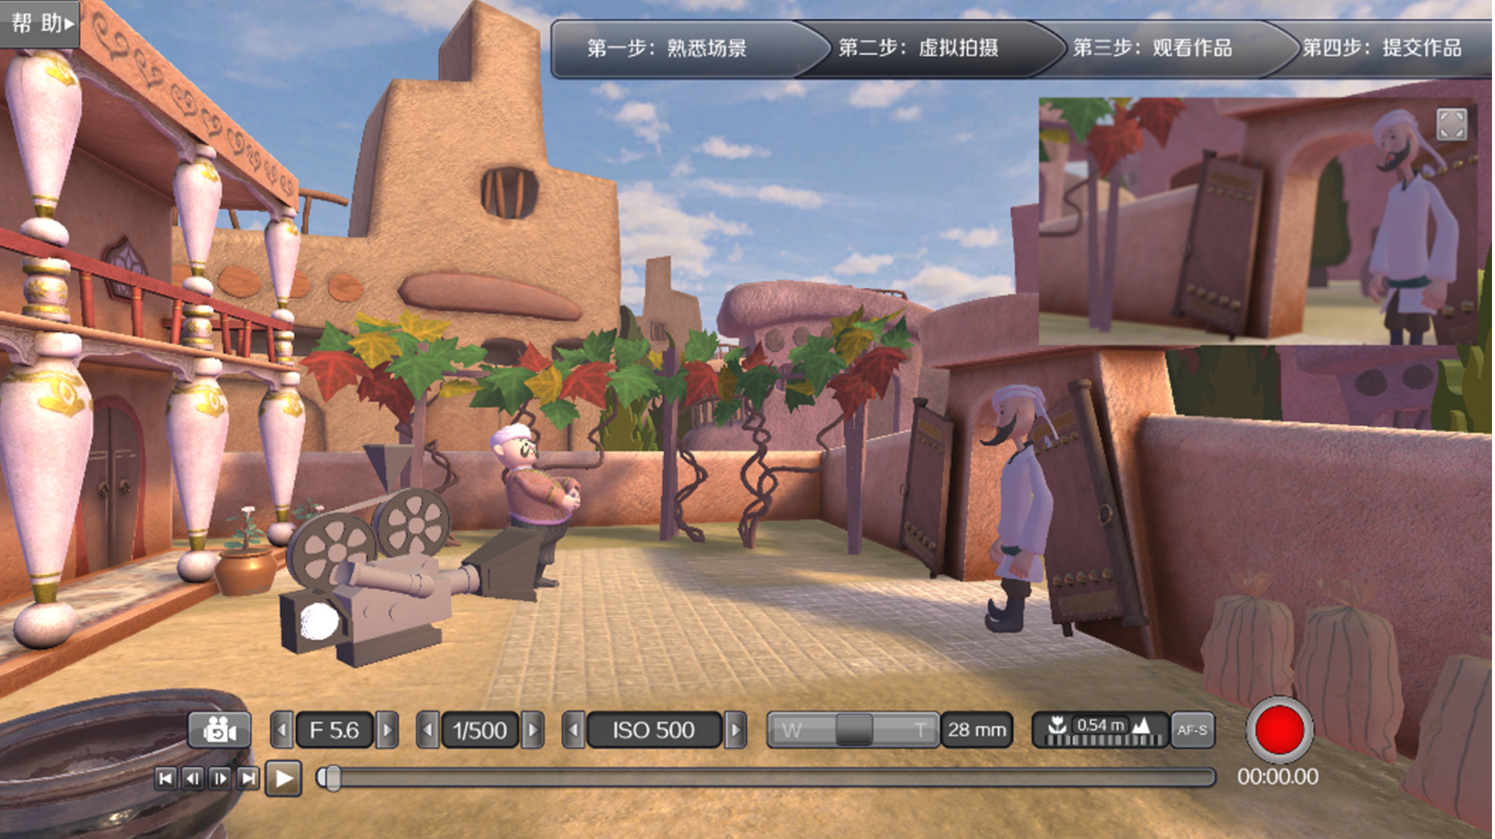 帮 助
第一步：熟悉场景
第二步：虚拟拍摄
第三步：观看作品
第四步：提交作品
F 5.6
1/500
ISO 500
W
T
28 mm
0.54 m
AF-S
00:00.00